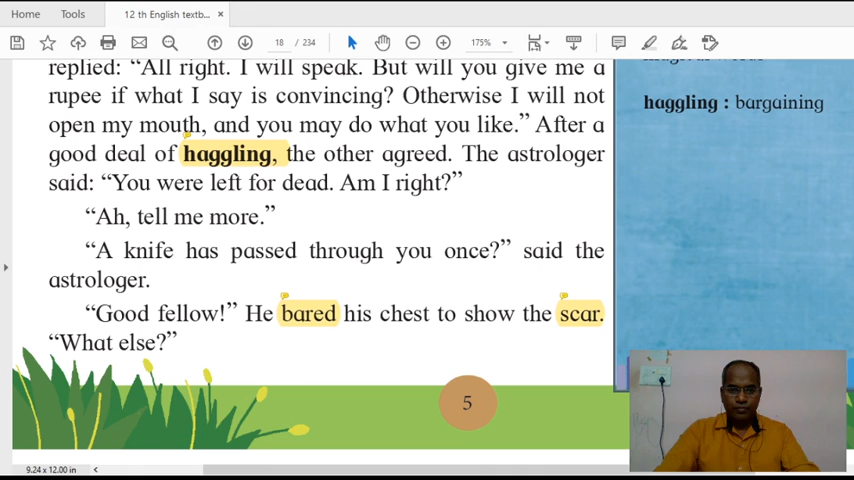 Home Tools 12 th English textb... ×
18 / 234 175%
replied: “All right. I will speak. But will you give me a
rupee if what I say is convincing? Otherwise I will not
open my mouth, and you may do what you like.” After a
good deal of haggling, the other agreed. The astrologer
said: “You were left for dead. Am I right?”
“Ah, tell me more.”
“A knife has passed through you once?” said the
astrologer.
“Good fellow!” He bared his chest to show the scar.
“What else?”
haggling : bargaining
5
9.24 x 12.00 in